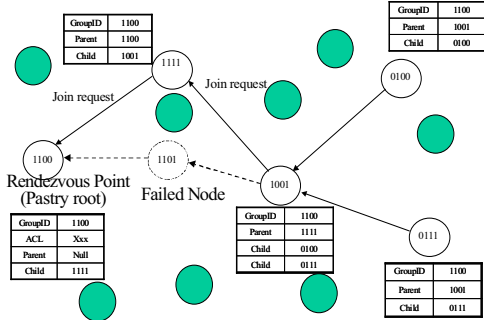 GroupID 1100
Parent 1100
Child 1001
GroupID 1100
Parent 1001
Child 0100
1111
0100
Join request
Join request
1100
1101
1001
Rendezvous Point
(Pastry root)
Failed Node
0111
GroupID 1100
ACL Xxx
Parent Null
Child 1111
GroupID 1100
Parent 1111
Child 0100
Child 0111
GroupID 1100
Parent 1001
Child 0111